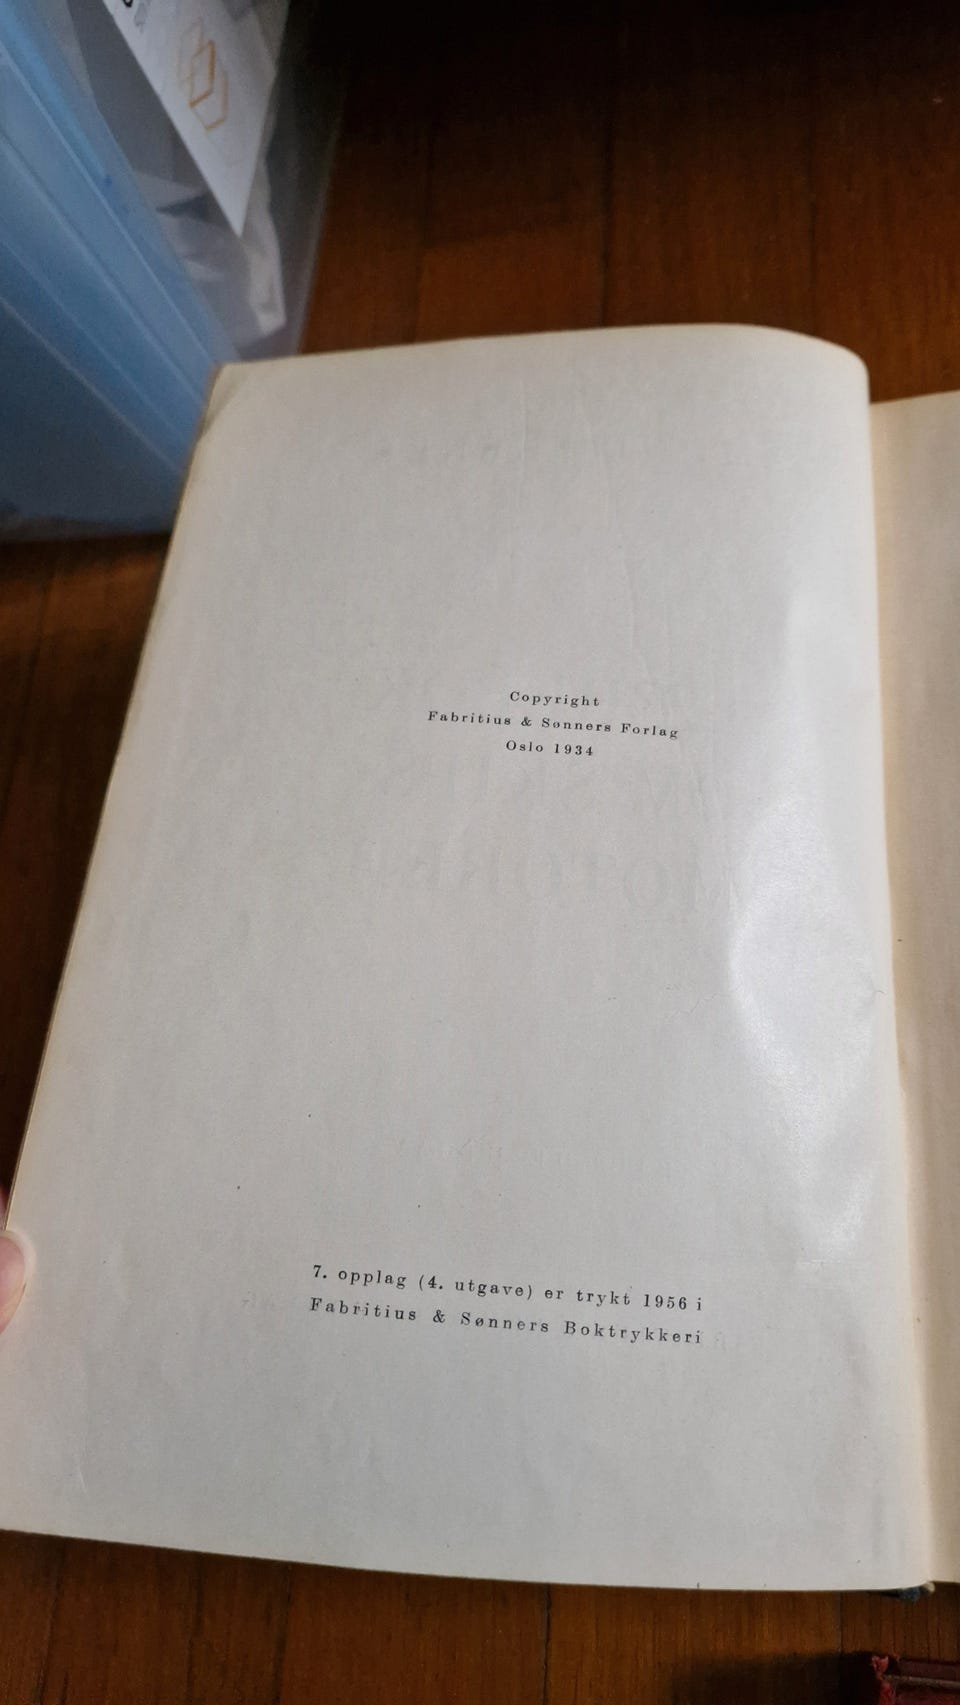 Copyright
Fabritius & Sønners Forlag
Oslo 1934
7. opplag (4. utgave) er trykt 1956 i
Fabritius & Sønners Boktrykkeri